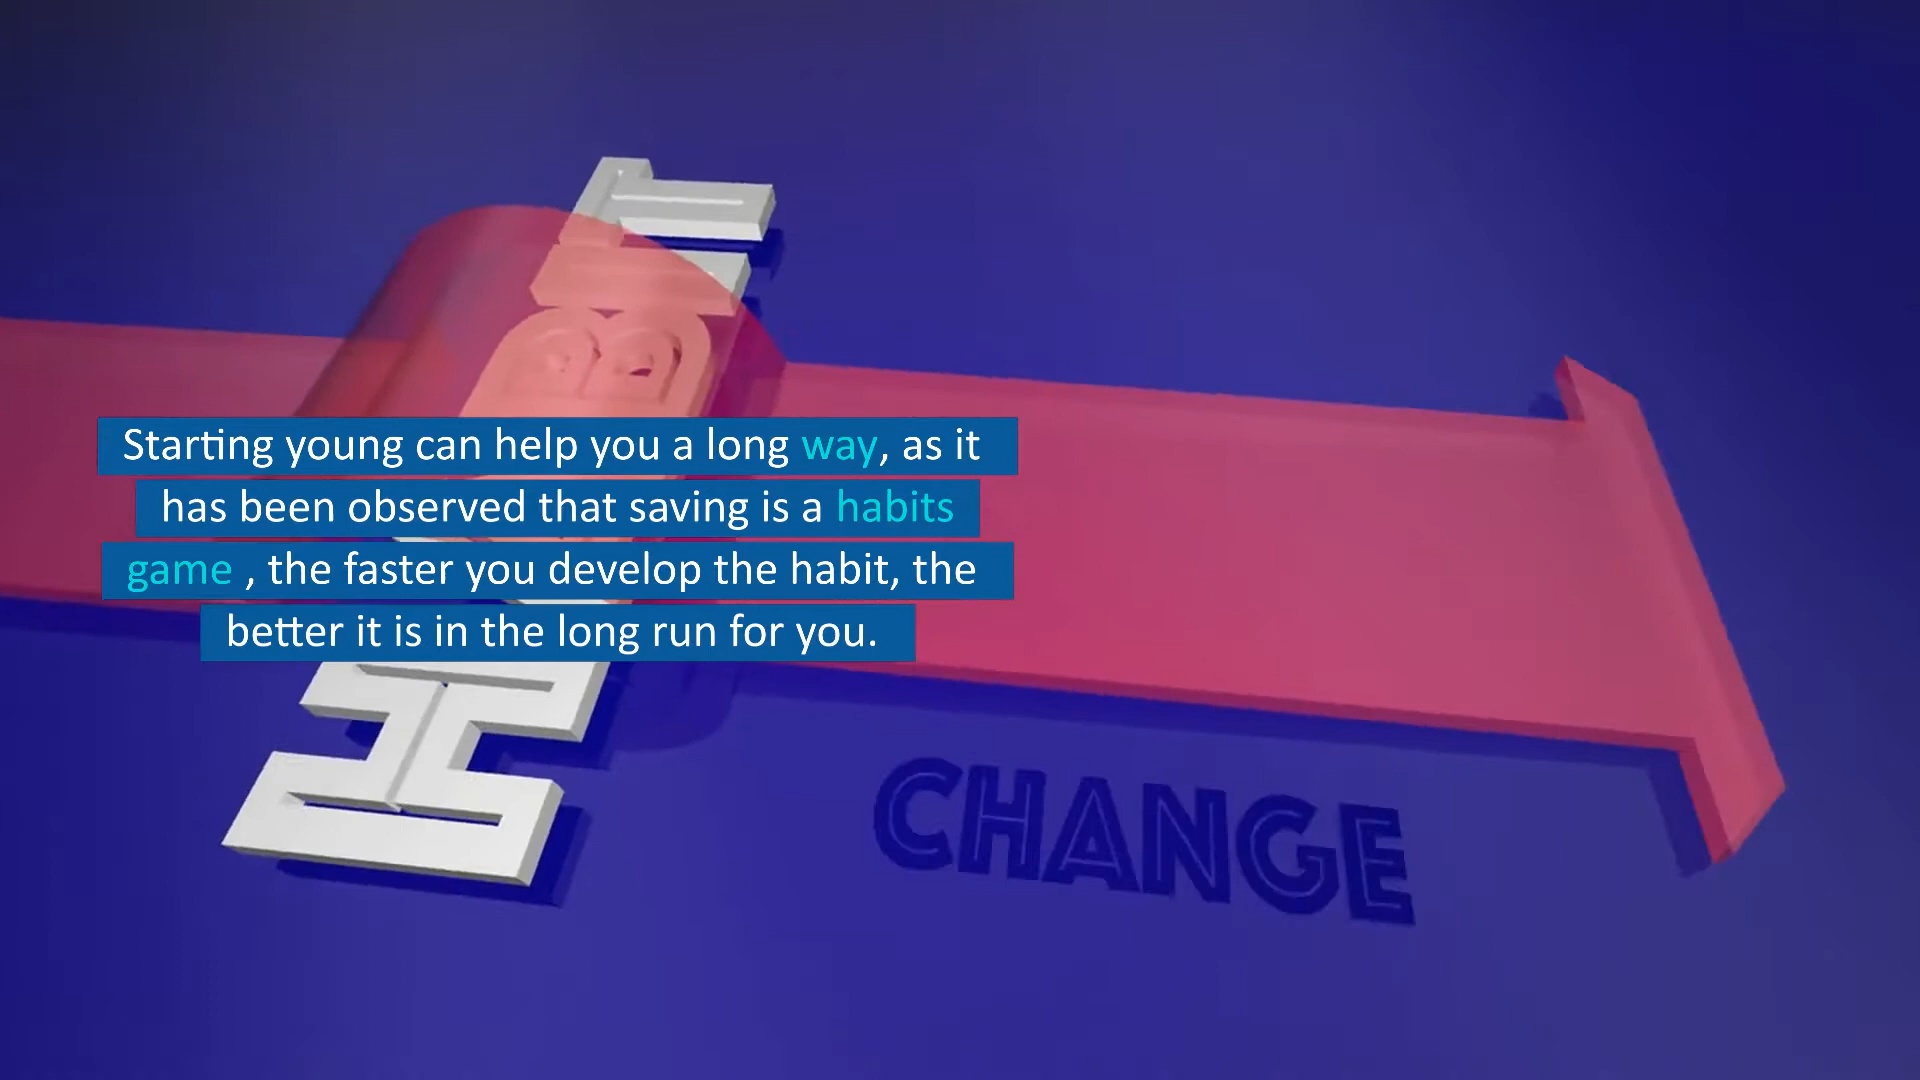 Starting young can help you a long way, as it
has been observed that saving is a habits
game , the faster you develop the habit, the
better it is in the long run for you.
CHANGE